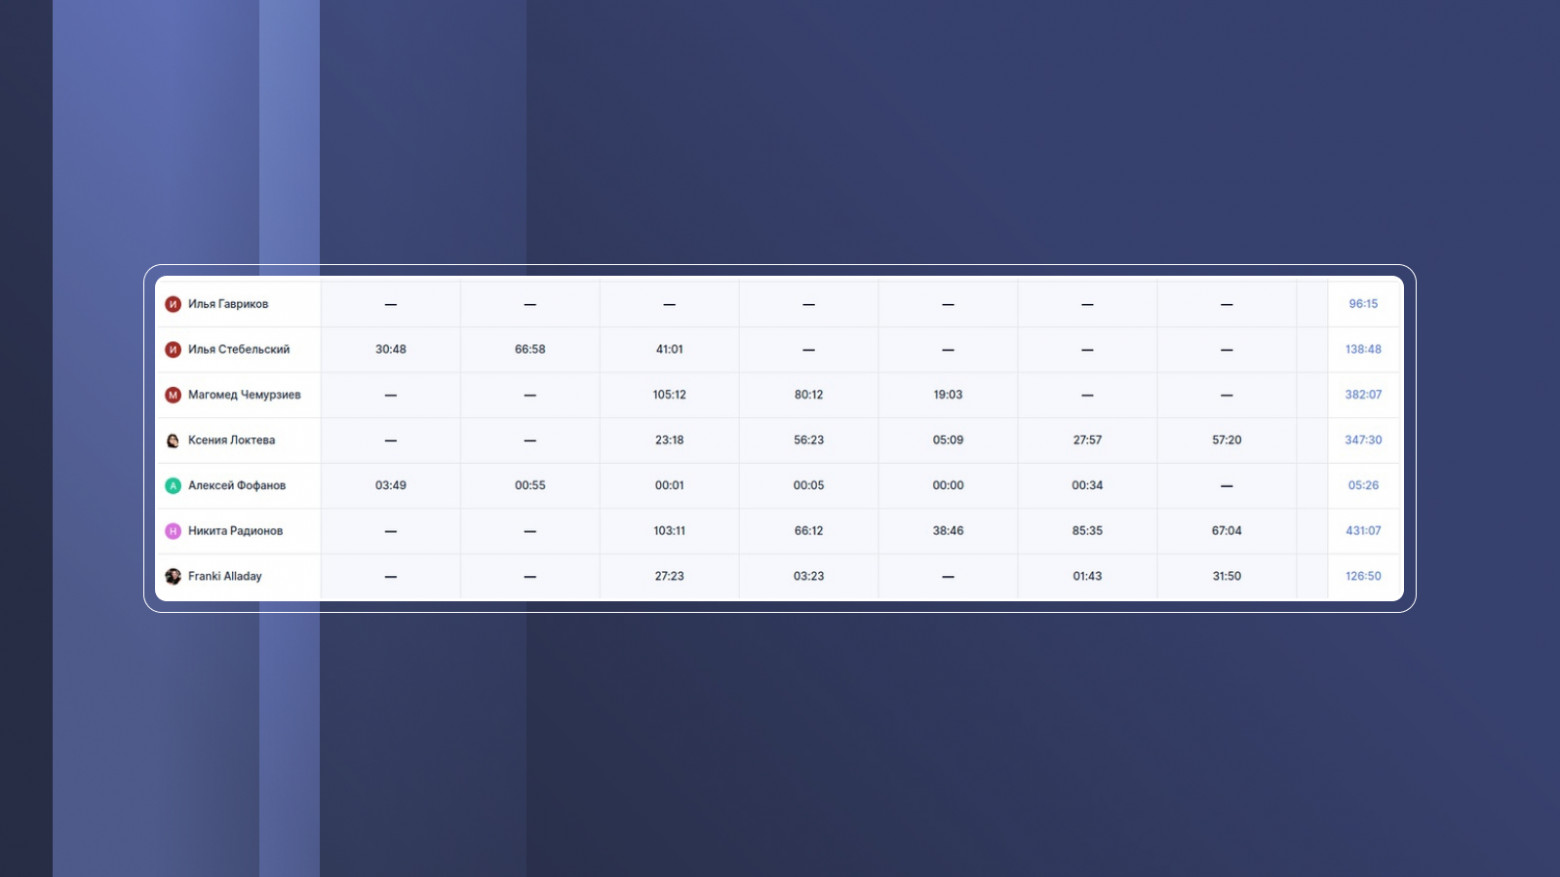 И Илья Гавриков — — — — — — — 96:15
И Илья Стебельский 30:48 66:58 41:01 — — — — 138:48
М Магомед Чемурзиев — — 105:12 80:12 19:03 — — 382:07
Ксения Локтева — — 23:18 56:23 05:09 27:57 57:20 347:30
А Алексей Фофанов 03:49 00:55 00:01 00:05 00:00 00:34 — 05:26
Н Никита Радионов — — 103:11 66:12 38:46 85:35 67:04 431:07
Franki Alladay — — 27:23 03:23 — 01:43 31:50 126:50